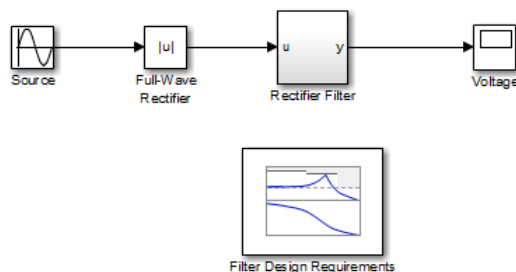 |u|
u
y
Source
Full-Wave
Rectifier
Rectifier Filter
Voltage
Filter Design Requirements